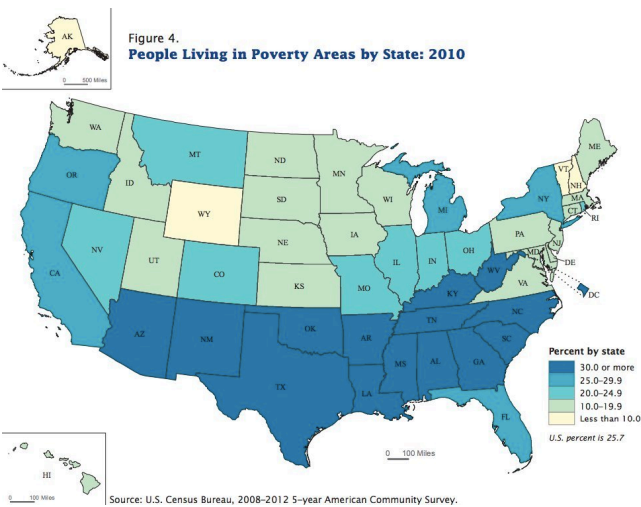 Figure 4.
People Living in Poverty Areas by State: 2010
AK
0 500 Miles
WA
MT
ND
MN
ME
OR
ID
SD
WI
VT
NH
WY
MI
NY
MA
CT
RI
NE
IA
PA
NJ
NV
UT
CO
IL
IN
OH
MD
DE
CA
KS
MO
WV
VA
DC
KY
AZ
NM
OK
AR
TN
NC
SC
TX
LA
MS
AL
GA
FL
Percent by state
30.0 or more
25.0–29.9
20.0–24.9
10.0–19.9
Less than 10.0
U.S. percent is 25.7
0 100 Miles
HI
0 100 Miles
Source: U.S. Census Bureau, 2008–2012 5-year American Community Survey.